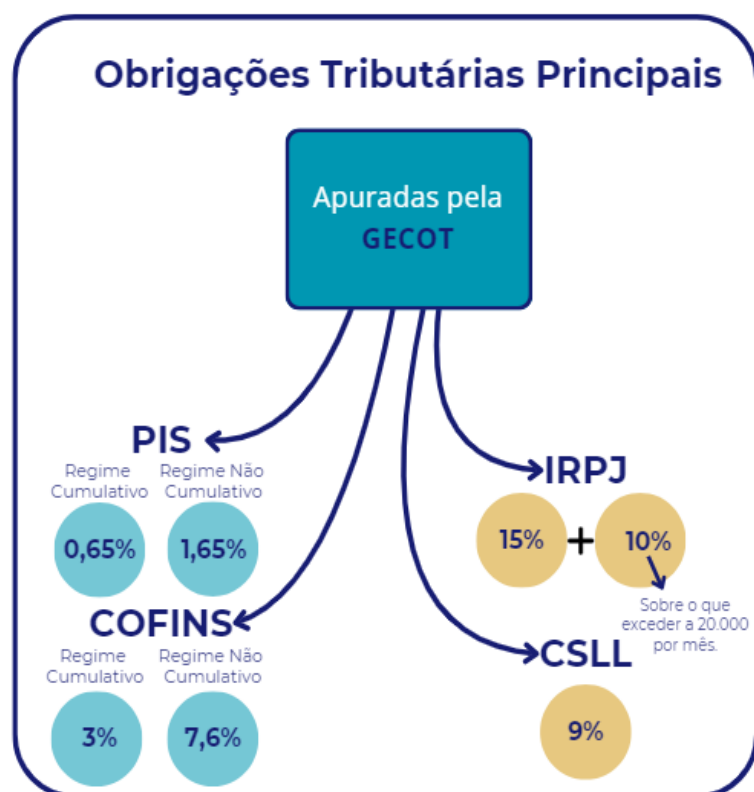 Obrigações Tributárias Principais
Apuradas pela
GECOT
PIS
Regime
Cumulativo
Regime Não
Cumulativo
0,65%
1,65%
COFINS
Regime
Cumulativo
Regime Não
Cumulativo
3%
7,6%
IRPJ
15% + 10%
Sobre o que
exceder a 20.000
por mês.
CSLL
9%